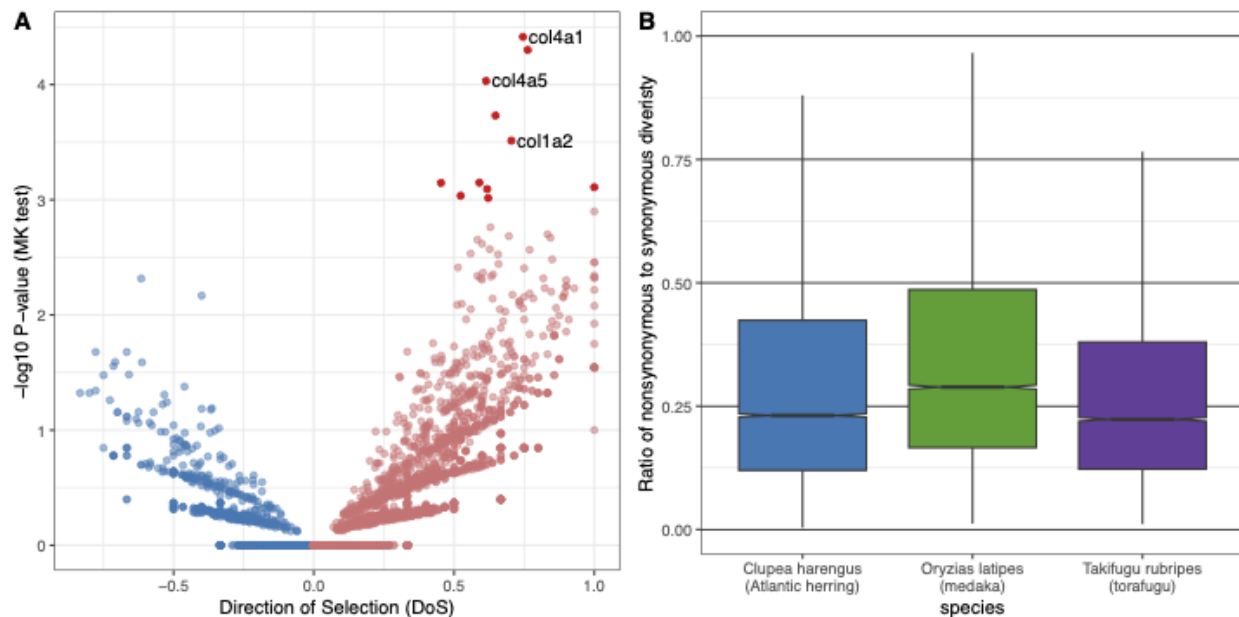 A
col4a1
col4a5
col1a2
4
3
2
1
0
−0.5
0.0
0.5
1.0
−log10 P−value (MK test)
Direction of Selection (DoS)
B
1.00
0.75
0.50
0.25
0.00
Ratio of nonsynonymous to synonymous diveristy
Clupea harengus
(Atlantic herring)
Oryzias latipes
(medaka)
Takifugu rubripes
(torafugu)
species